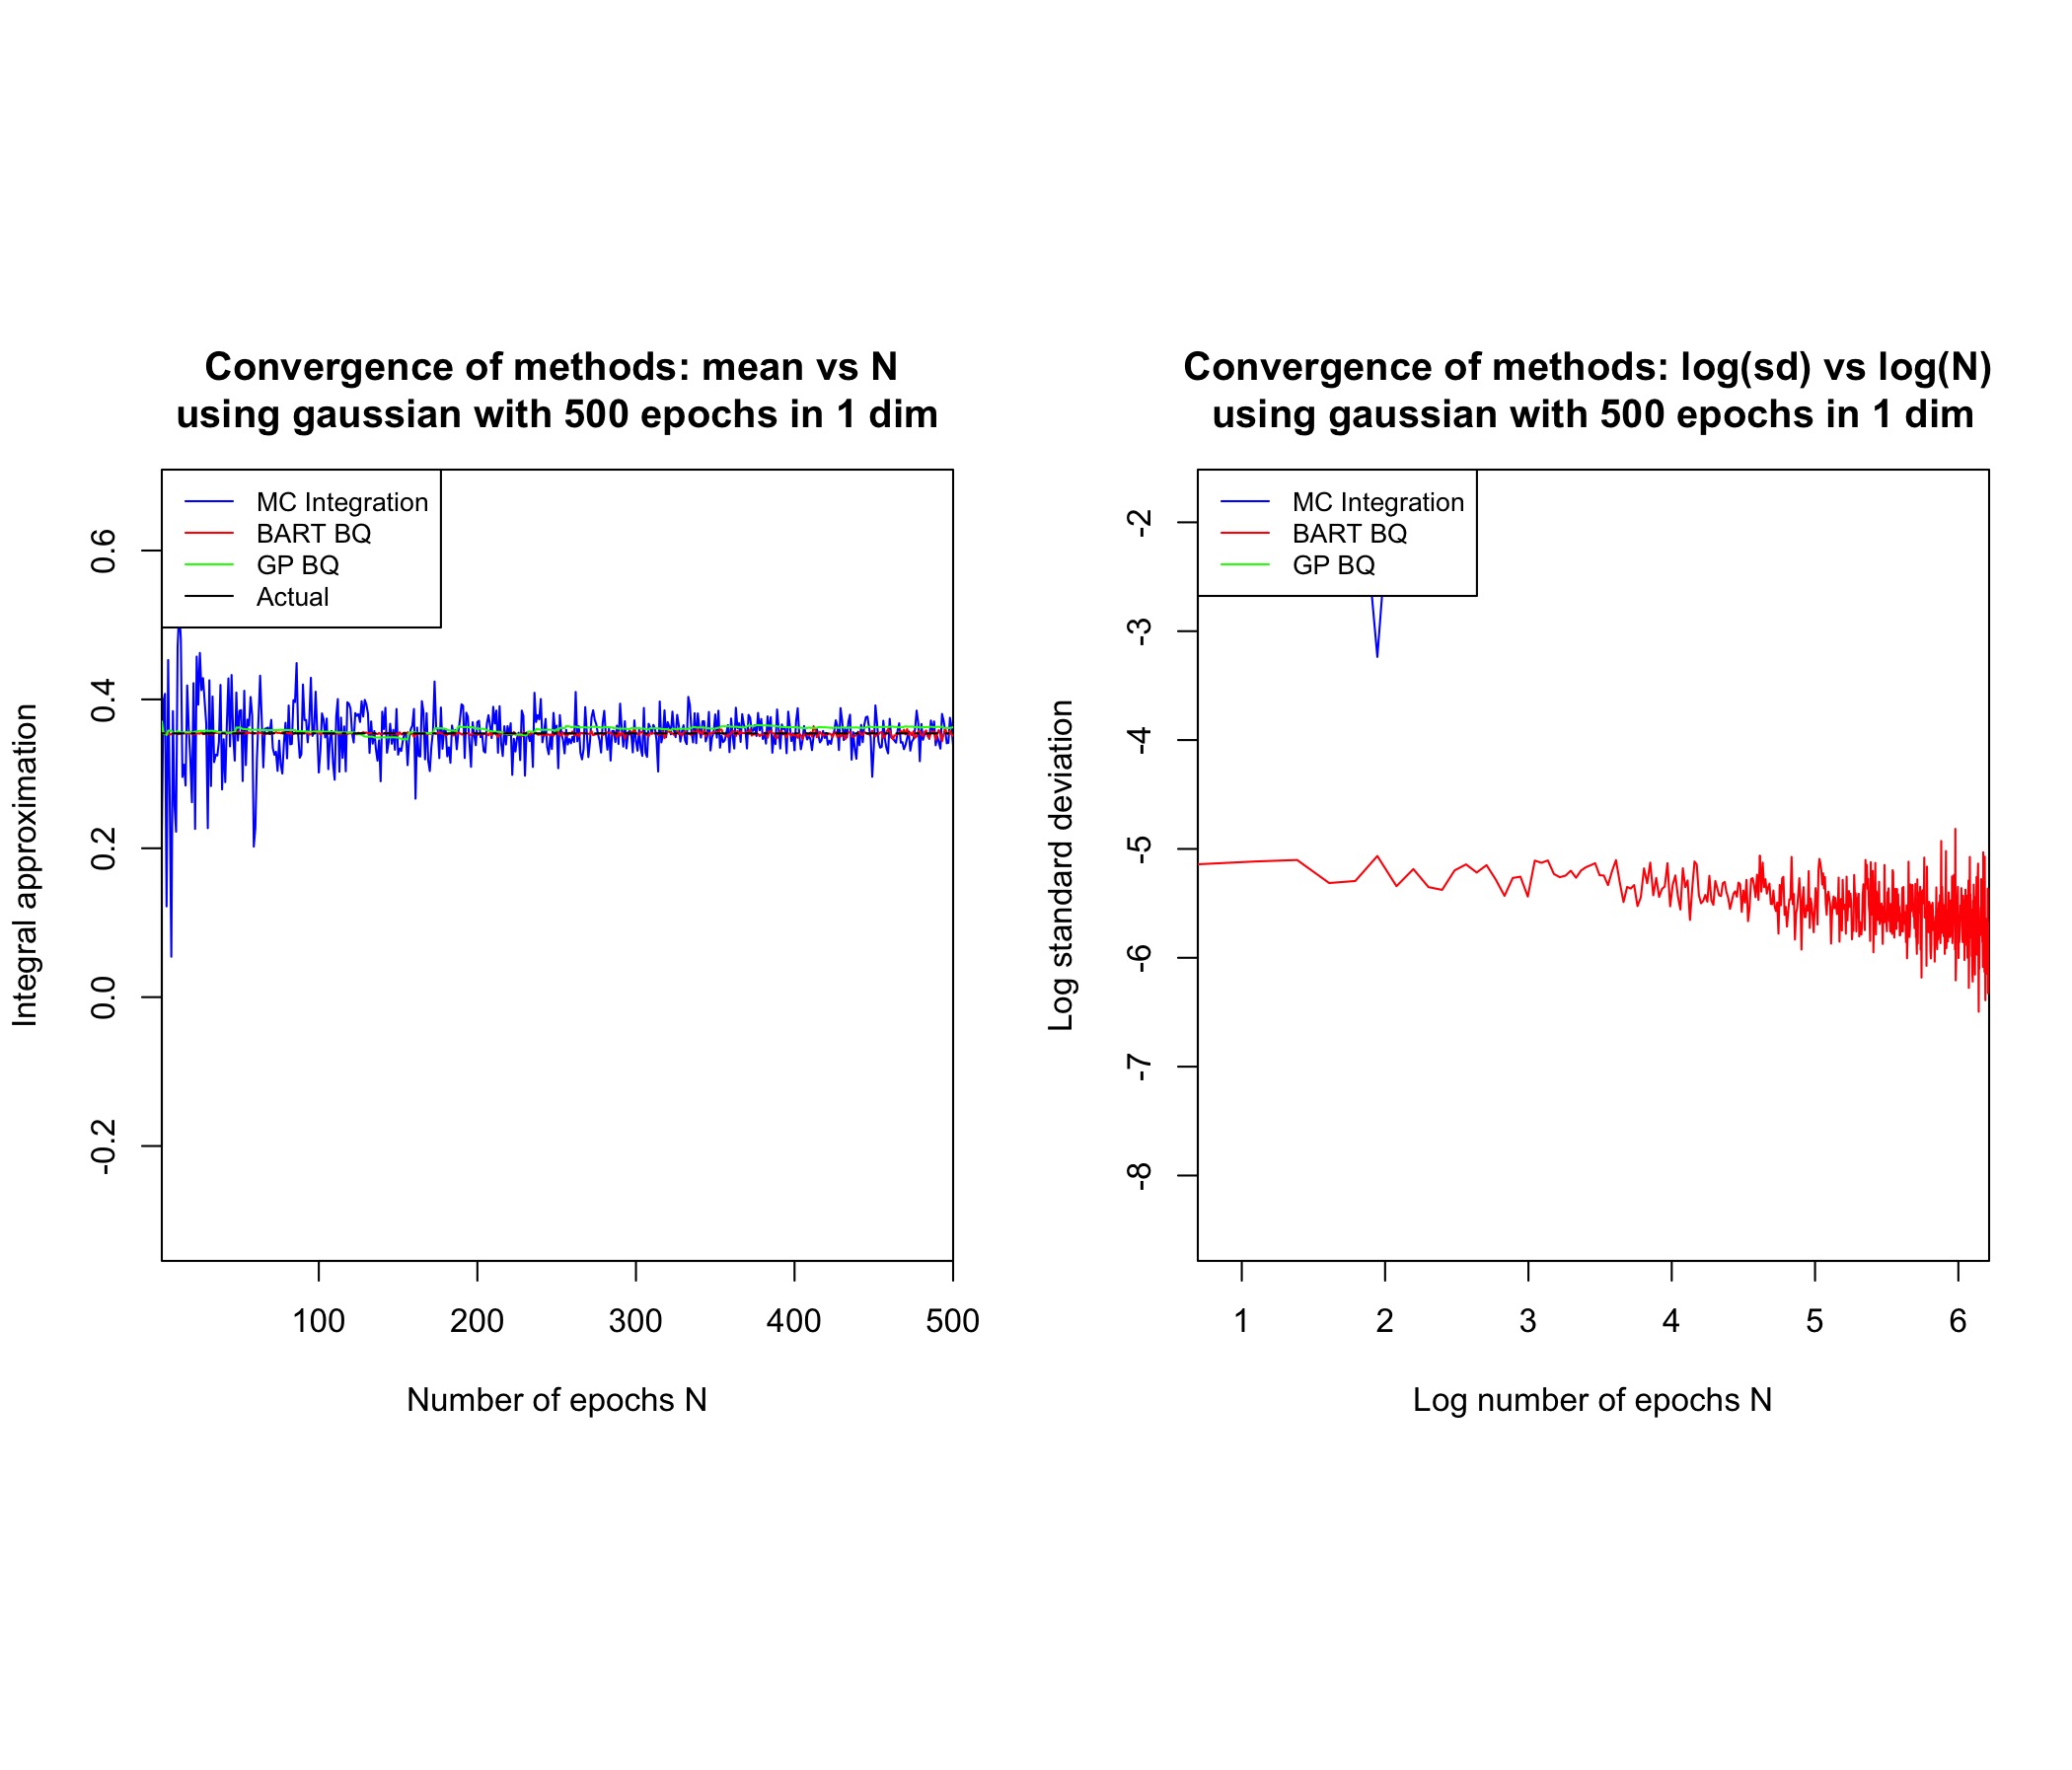 Convergence of methods: mean vs N
using gaussian with 500 epochs in 1 dim
MC Integration
BART BQ
GP BQ
Actual
Integral approximation
0.6
0.4
0.2
0.0
-0.2
100 200 300 400 500
Number of epochs N
Convergence of methods: log(sd) vs log(N)
using gaussian with 500 epochs in 1 dim
MC Integration
BART BQ
GP BQ
Log standard deviation
-2
-3
-4
-5
-6
-7
-8
1 2 3 4 5 6
Log number of epochs N